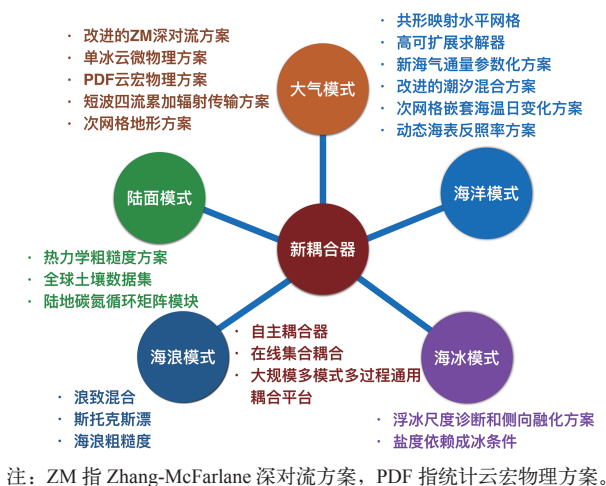 · 改进的ZM深对流方案
· 单冰云微物理方案
· PDF云宏物理方案
· 短波四流累加辐射传输方案
· 次网格地形方案
大气模式
· 共形映射水平网格
· 高可扩展求解器
· 新海气通量参数化方案
· 改进的潮汐混合方案
· 次网格嵌套海温日变化方案
· 动态海表反照率方案
陆面模式
海洋模式
新耦合器
· 热力学粗糙度方案
· 全球土壤数据集
· 陆地碳氮循环矩阵模块
海浪模式
· 自主耦合器
· 在线集合耦合
· 大规模多模式多过程通用
耦合平台
海冰模式
· 浪致混合
· 斯托克斯漂
· 海浪粗糙度
· 浮冰尺度诊断和侧向融化方案
· 盐度依赖成冰条件
注：ZM 指 Zhang-McFarlane 深对流方案，PDF 指统计云宏物理方案。